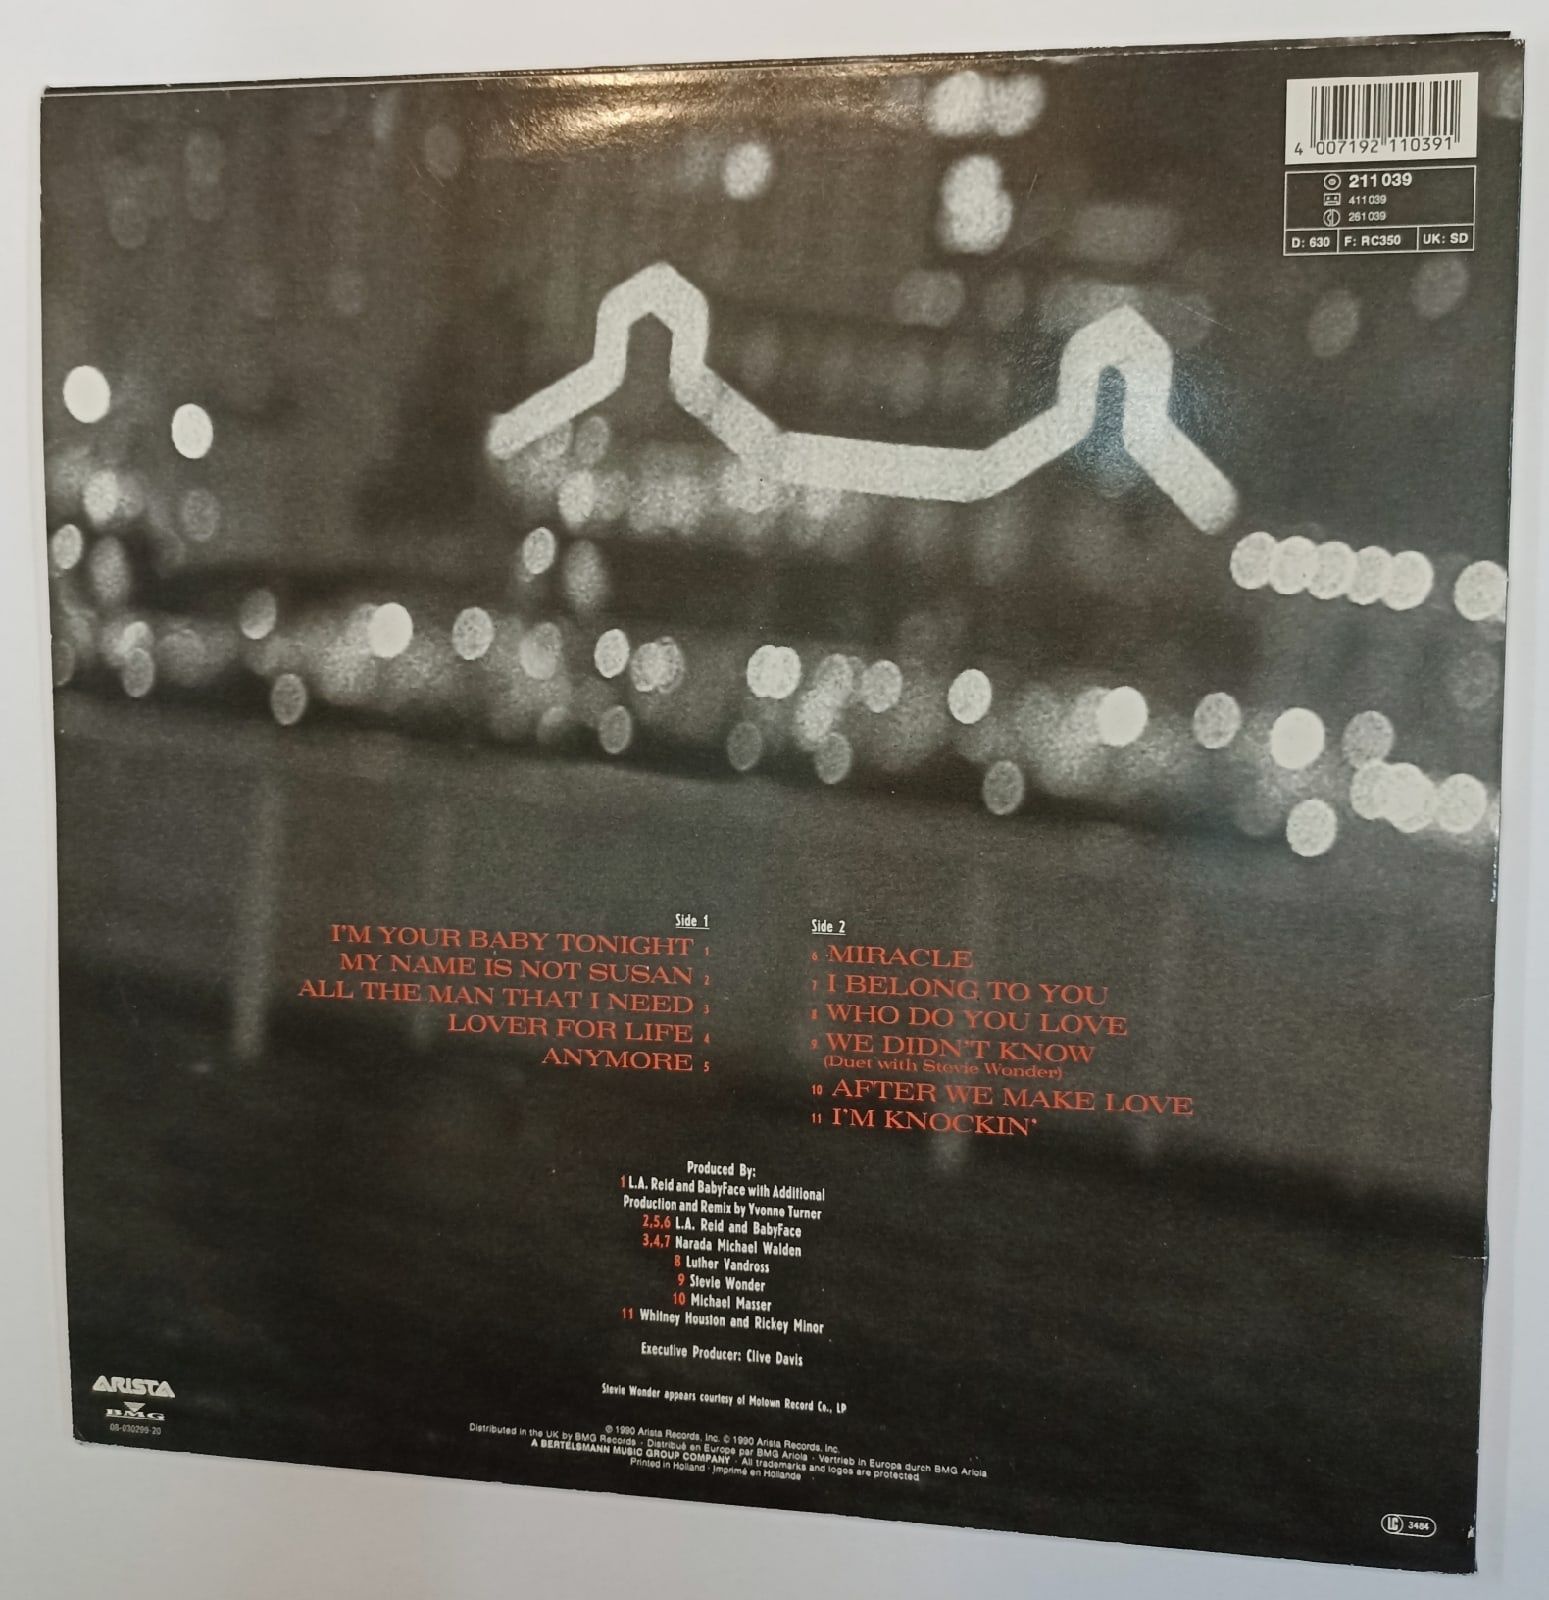 4 007192 110391
211 039
411 039
261 039
D: 630 F: RC350 UK: SD
Side 1
I'M YOUR BABY TONIGHT 1
MY NAME IS NOT SUSAN 2
ALL THE MAN THAT I NEED 3
LOVER FOR LIFE 4
ANYMORE 5
Side 2
6 MIRACLE
7 I BELONG TO YOU
8 WHO DO YOU LOVE
9 WE DIDN'T KNOW
(Duet with Stevie Wonder)
10 AFTER WE MAKE LOVE
11 I'M KNOCKIN'
Produced By:
1 L.A. Reid and BabyFace with Additional
Production and Remix by Yvonne Turner
2,5,6 L.A. Reid and BabyFace
3,4,7 Narada Michael Walden
8 Luther Vandross
9 Stevie Wonder
10 Michael Masser
11 Whitney Houston and Rickey Minor
Executive Producer: Clive Davis
Stevie Wonder appears courtesy of Motown Record Co., LP
℗ 1990 Arista Records, Inc. © 1990 Arista Records, Inc.
Distributed in the UK by BMG Records · Distribué en Europe par BMG Ariola · Vertrieb in Europa durch BMG Ariola
A BERTELSMANN MUSIC GROUP COMPANY · All trademarks and logos are protected
Printed in Holland · Imprimé en Hollande
ARISTA
BMG
08-030299-20
LC 3484